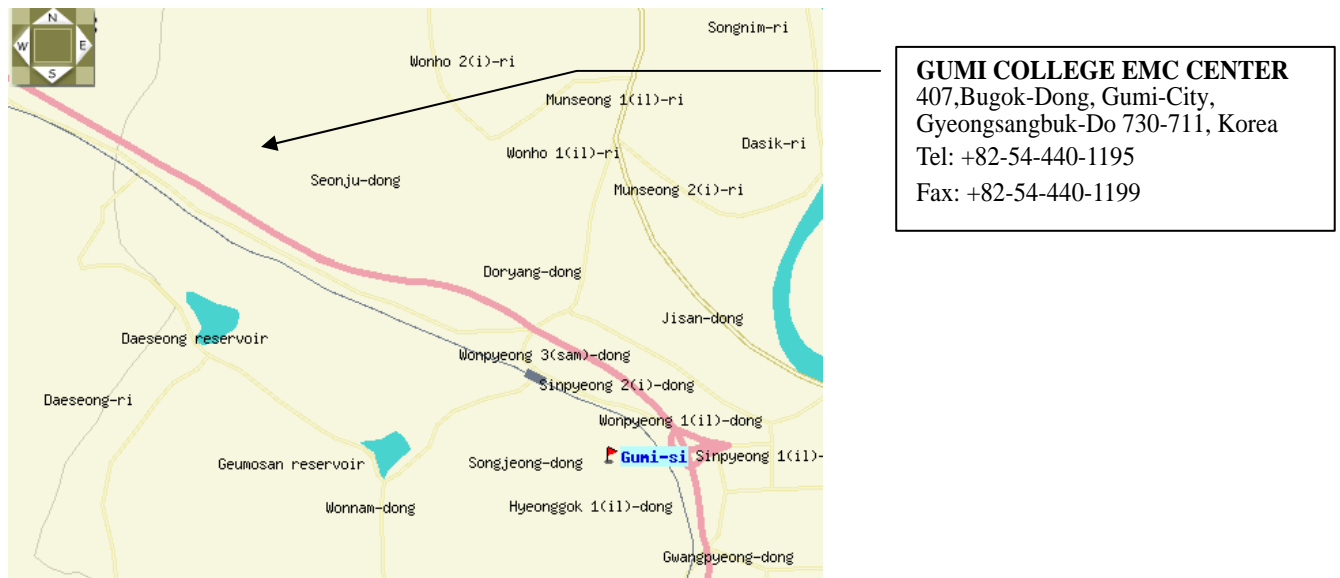 N
W
E
S
Songnim-ri
Wonho 2(i)-ri
Munseong 1(il)-ri
Dasik-ri
Wonho 1(il)-ri
Seonju-dong
Munseong 2(i)-ri
Doryang-dong
Jisan-dong
Daeseong reservoir
Wonpyeong 3(sam)-dong
Sinpyeong 2(i)-dong
Daeseong-ri
Wonpyeong 1(il)-dong
Geumosan reservoir
Songjeong-dong
Gumi-si
Sinpyeong 1(il)-
Wonnam-dong
Hyeonggok 1(il)-dong
Gwangpyeong-dong
GUMI COLLEGE EMC CENTER
407,Bugok-Dong, Gumi-City,
Gyeongsangbuk-Do 730-711, Korea
Tel: +82-54-440-1195
Fax: +82-54-440-1199